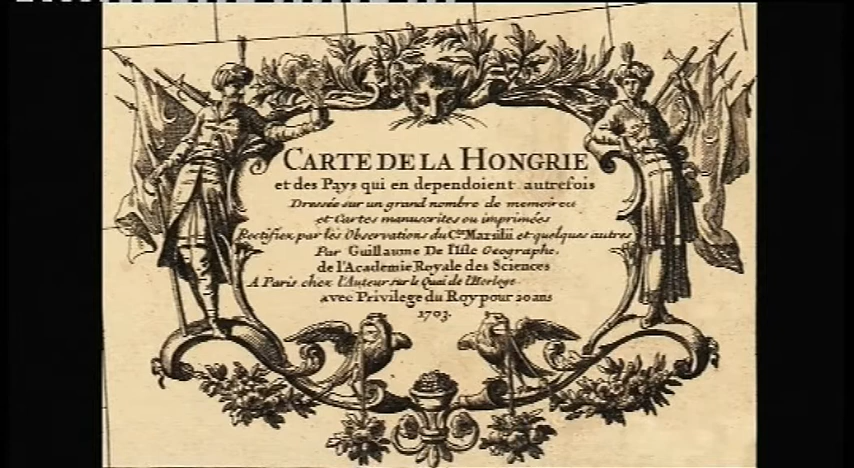 CARTE DE LA HONGRIE
et des Pays qui en dependoient autrefois
Dressée sur un grand nombre de memoires
et Cartes manuscrites ou imprimées
Rectifiez par les Observations du Cte Marsilii et quelques autres
Par Guillaume De l'Isle Geographe,
de l'Academie Royale des Sciences
A Paris chez l'Auteur sur le Quai de l'Horloge
avec Privilege du Roy pour 20 ans
1703.